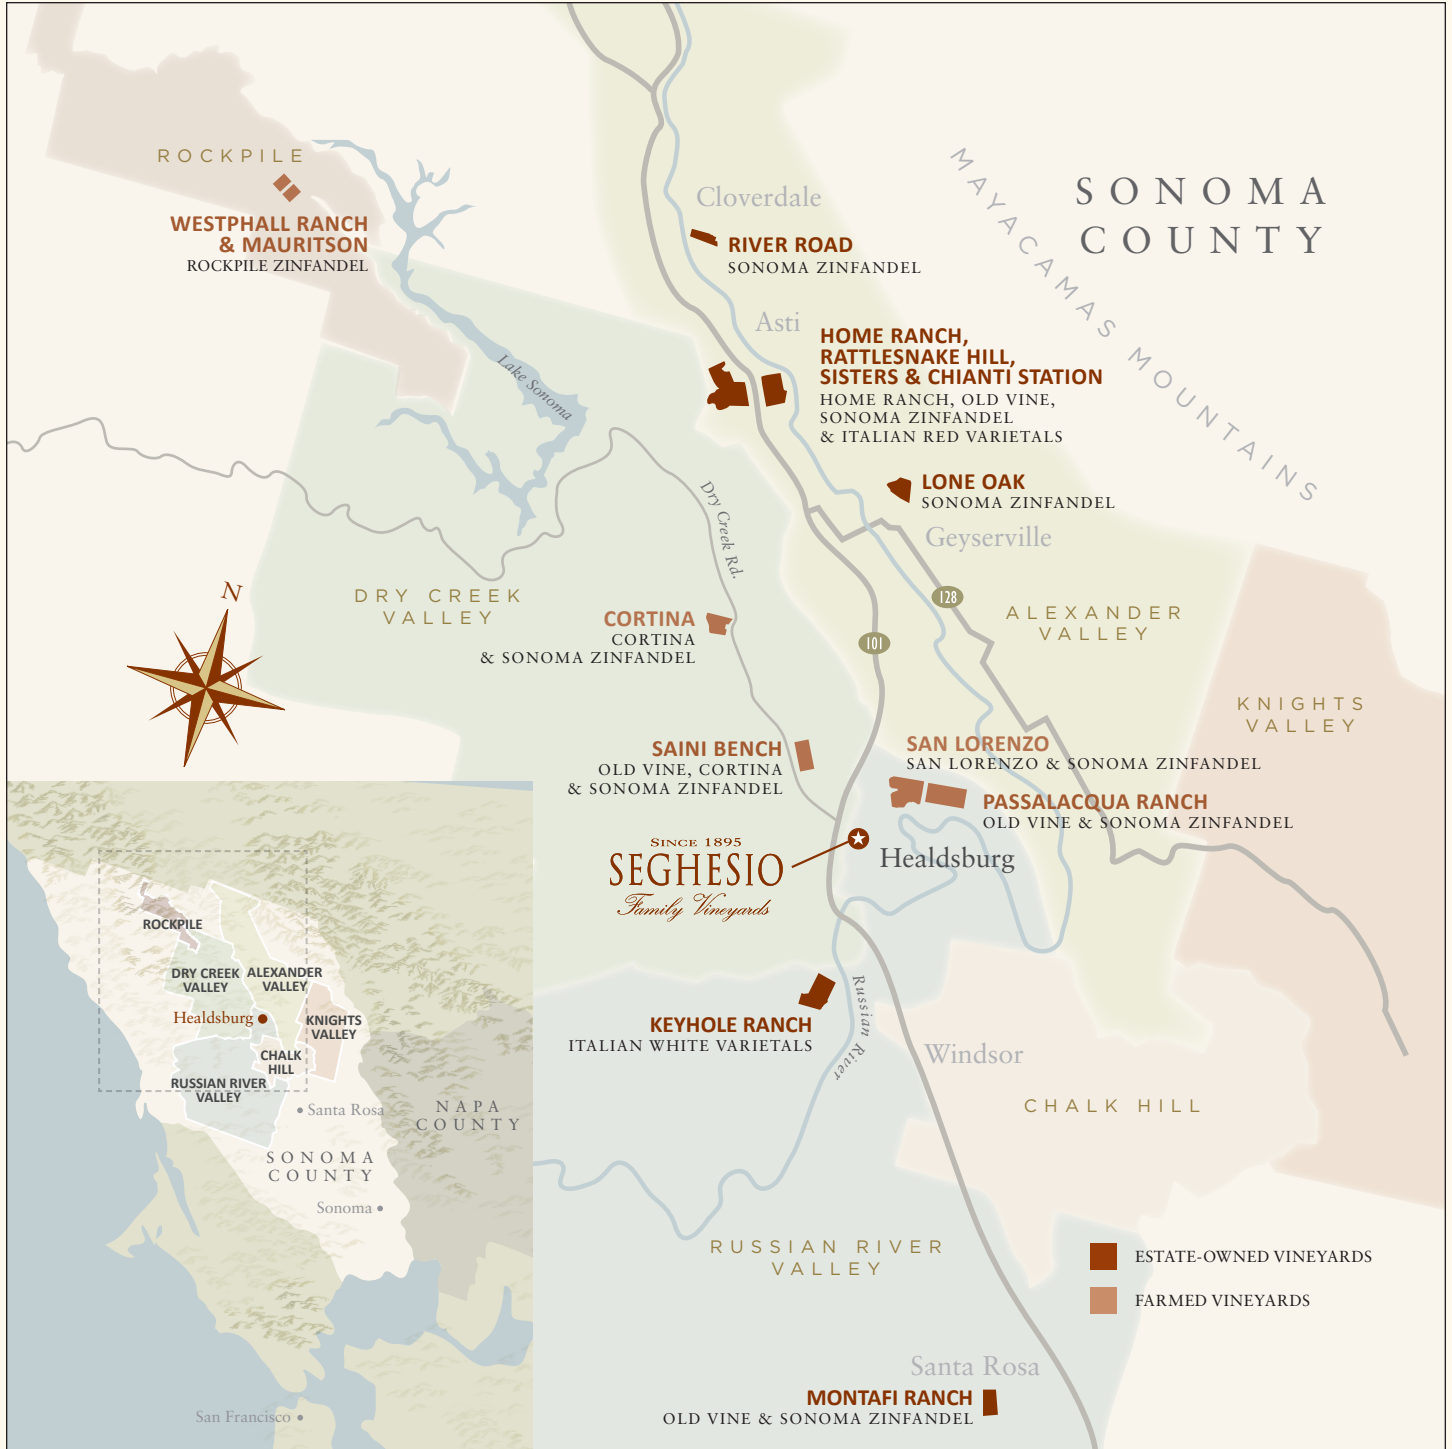 SONOMA
COUNTY
MAYACAMAS MOUNTAINS
ROCKPILE
WESTPHALL RANCH
& MAURITSON
ROCKPILE ZINFANDEL
Cloverdale
RIVER ROAD
SONOMA ZINFANDEL
Asti
HOME RANCH,
RATTLESNAKE HILL,
SISTERS & CHIANTI STATION
HOME RANCH, OLD VINE,
SONOMA ZINFANDEL
& ITALIAN RED VARIETALS
Lake Sonoma
LONE OAK
SONOMA ZINFANDEL
Geyserville
Dry Creek Rd.
N
DRY CREEK
VALLEY
CORTINA
CORTINA
& SONOMA ZINFANDEL
128
101
ALEXANDER
VALLEY
KNIGHTS
VALLEY
SAINI BENCH
OLD VINE, CORTINA
& SONOMA ZINFANDEL
SAN LORENZO
SAN LORENZO & SONOMA ZINFANDEL
PASSALACQUA RANCH
OLD VINE & SONOMA ZINFANDEL
SINCE 1895
SEGHESIO
Family Vineyards
Healdsburg
KEYHOLE RANCH
ITALIAN WHITE VARIETALS
Russian River
Windsor
CHALK HILL
RUSSIAN RIVER
VALLEY
ESTATE-OWNED VINEYARDS
FARMED VINEYARDS
Santa Rosa
MONTAFI RANCH
OLD VINE & SONOMA ZINFANDEL
ROCKPILE
DRY CREEK
VALLEY
ALEXANDER
VALLEY
Healdsburg
KNIGHTS
VALLEY
CHALK
HILL
RUSSIAN RIVER
VALLEY
Santa Rosa
NAPA
COUNTY
SONOMA
COUNTY
Sonoma
San Francisco